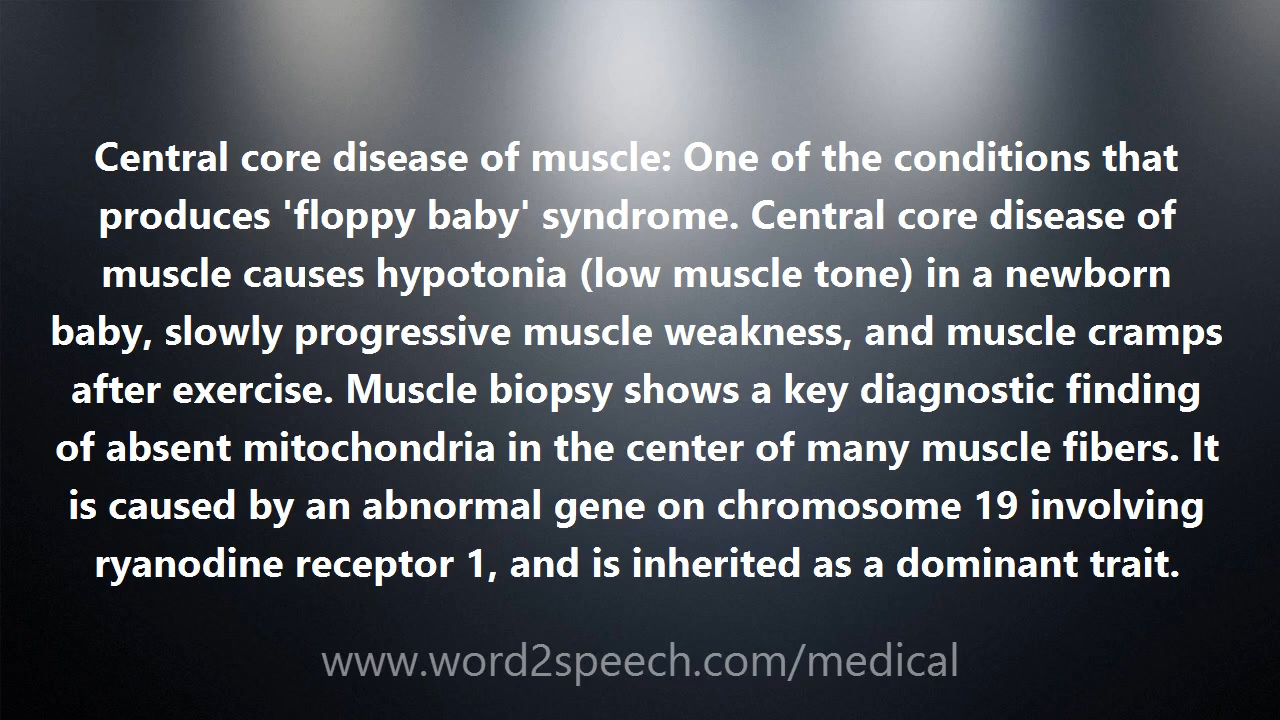 Central core disease of muscle: One of the conditions that
produces 'floppy baby' syndrome. Central core disease of
muscle causes hypotonia (low muscle tone) in a newborn
baby, slowly progressive muscle weakness, and muscle cramps
after exercise. Muscle biopsy shows a key diagnostic finding
of absent mitochondria in the center of many muscle fibers. It
is caused by an abnormal gene on chromosome 19 involving
ryanodine receptor 1, and is inherited as a dominant trait.
www.word2speech.com/medical